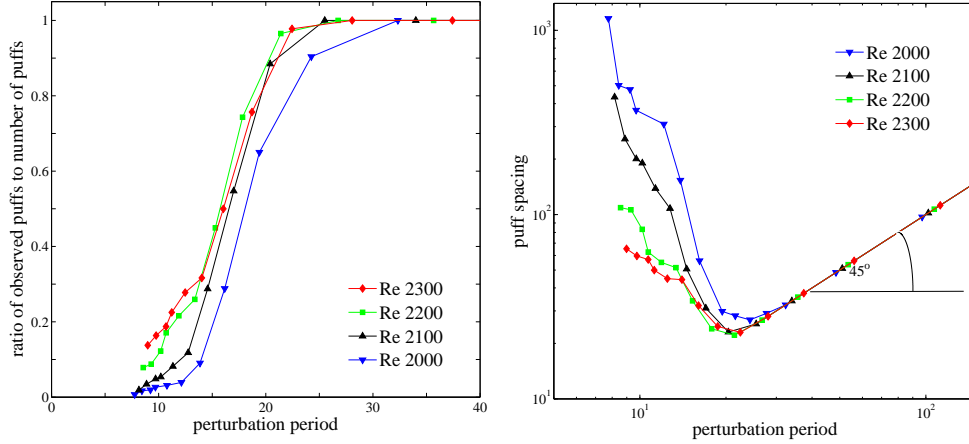 ratio of observed puffs to number of puffs
1
0.8
0.6
0.4
0.2
0
0
10
20
30
40
perturbation period
Re 2300
Re 2200
Re 2100
Re 2000
puff spacing
10³
10²
10¹
10¹
10²
perturbation period
Re 2000
Re 2100
Re 2200
Re 2300
45°